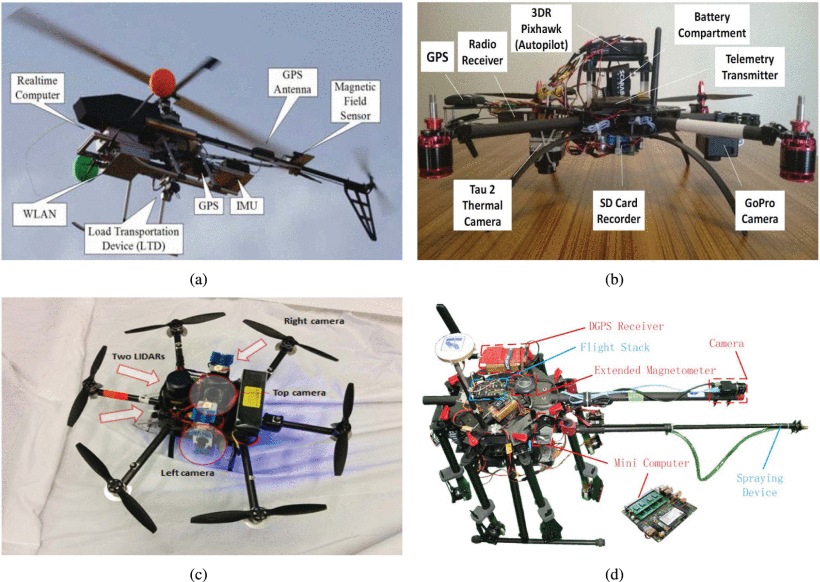 Realtime
Computer
GPS
Antenna
Magnetic
Field
Sensor
WLAN
Load Transportation
Device (LTD)
GPS
IMU
(a)
3DR
Pixhawk
(Autopilot)
Battery
Compartment
GPS
Radio
Receiver
Telemetry
Transmitter
Tau 2
Thermal
Camera
SD Card
Recorder
GoPro
Camera
(b)
Right camera
Two LIDARs
Top camera
Left camera
(c)
DGPS Receiver
Flight Stack
Camera
Extended Magnetometer
Mini Computer
Spraying
Device
(d)